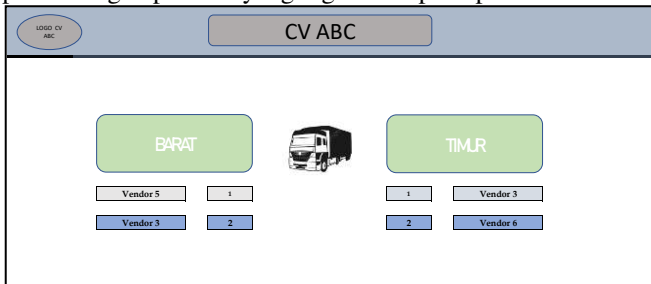 LOGO CV
ABC
CV ABC
BARAT
TIMUR
Vendor 5 1
1 Vendor 3
Vendor 3 2
2 Vendor 6